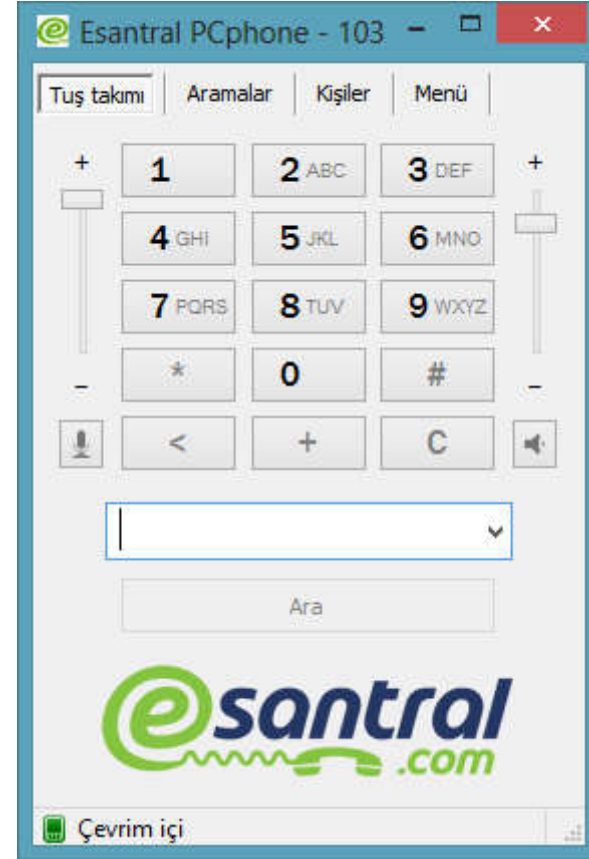 Esantral PCphone - 103
Tuş takımı Aramalar Kişiler Menü
+ 1 2 ABC 3 DEF +
4 GHI 5 JKL 6 MNO
7 PQRS 8 TUV 9 WXYZ
- * 0 # -
< + C
Ara
esantral
.com
Çevrim içi